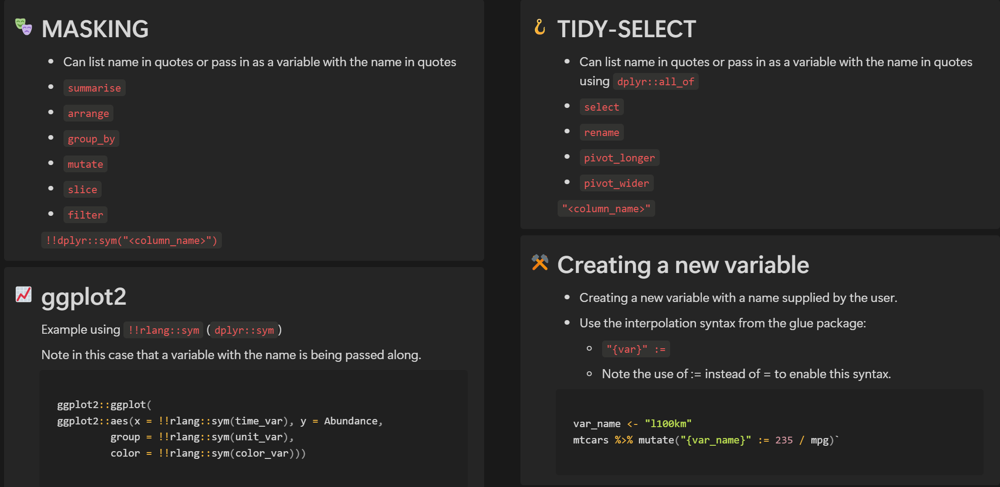 MASKING
Can list name in quotes or pass in as a variable with the name in quotes
summarise
arrange
group_by
mutate
slice
filter
!!dplyr::sym("<column_name>")
ggplot2
Example using !!rlang::sym (dplyr::sym)
Note in this case that a variable with the name is being passed along.
ggplot2::ggplot(
ggplot2::aes(x = !!rlang::sym(time_var), y = Abundance,
group = !!rlang::sym(unit_var),
color = !!rlang::sym(color_var)))
TIDY-SELECT
Can list name in quotes or pass in as a variable with the name in quotes
using dplyr::all_of
select
rename
pivot_longer
pivot_wider
"<column_name>"
Creating a new variable
Creating a new variable with a name supplied by the user.
Use the interpolation syntax from the glue package:
"{var}" :=
Note the use of := instead of = to enable this syntax.
var_name <- "l100km"
mtcars %>% mutate("{var_name}" := 235 / mpg)`